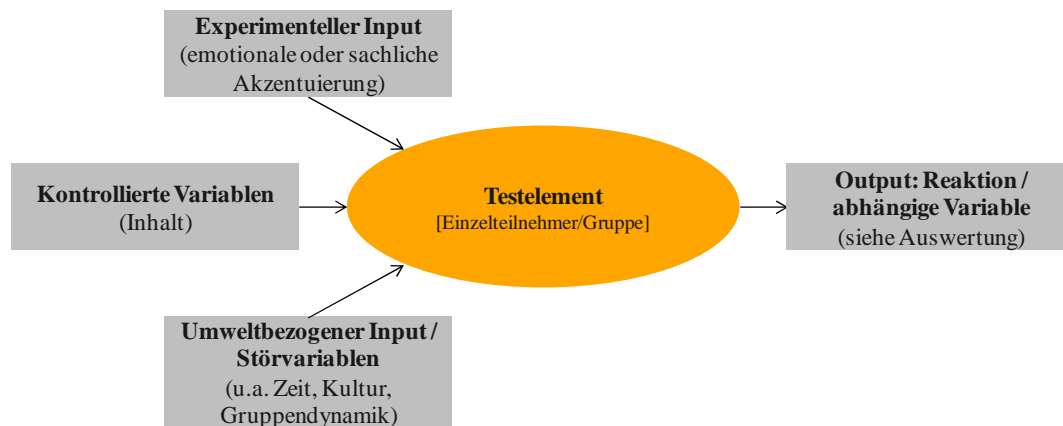 Experimenteller Input
(emotionale oder sachliche
Akzentuierung)
Kontrollierte Variablen
(Inhalt)
Testelement
[Einzelteilnehmer/Gruppe]
Output: Reaktion /
abhängige Variable
(siehe Auswertung)
Umweltbezogener Input /
Störvariablen
(u.a. Zeit, Kultur,
Gruppendynamik)